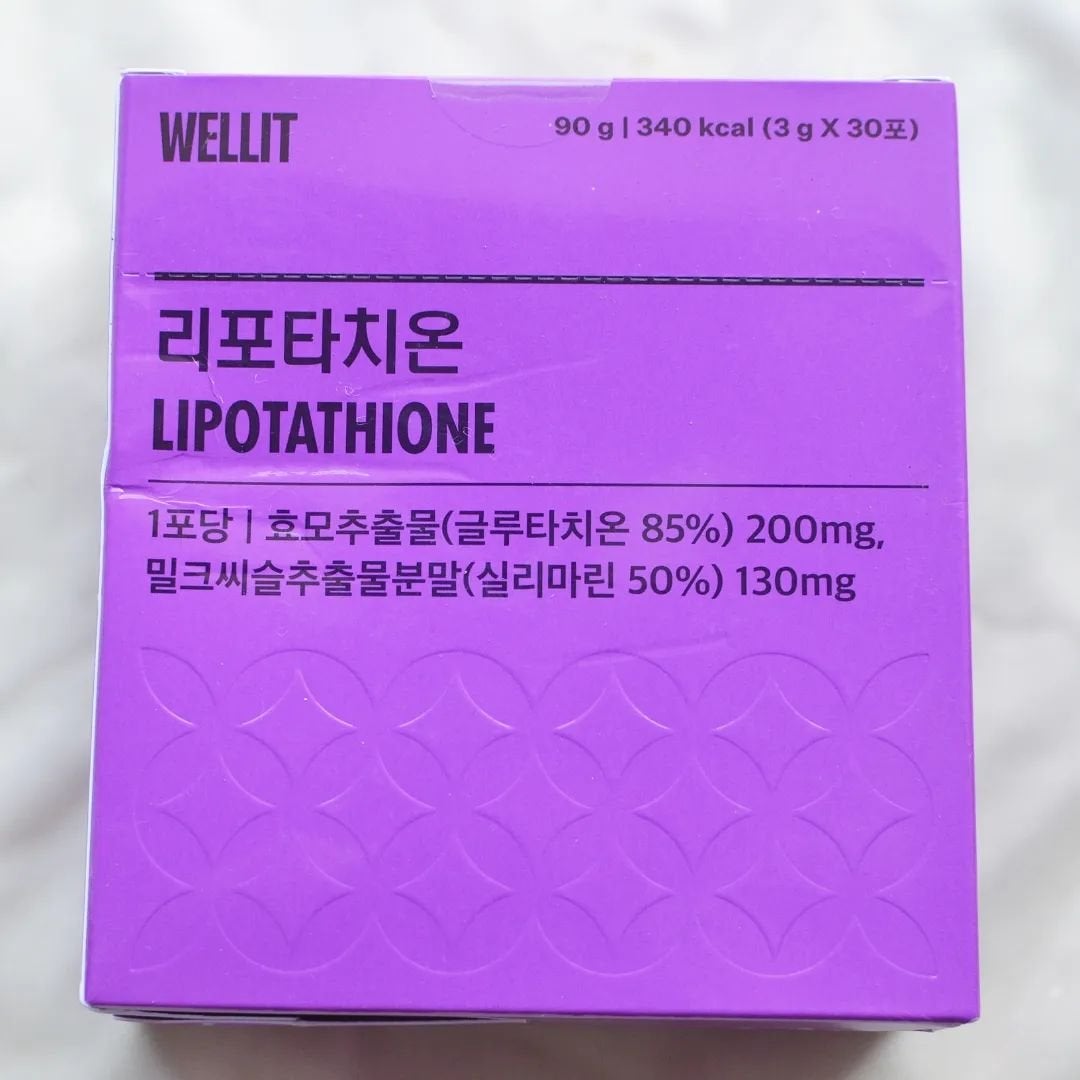 WELLIT
90 g | 340 kcal (3 g X 30포)
리포타치온
LIPOTATHIONE
1포당 | 효모추출물(글루타치온 85%) 200mg,
밀크씨슬추출물분말(실리마린 50%) 130mg